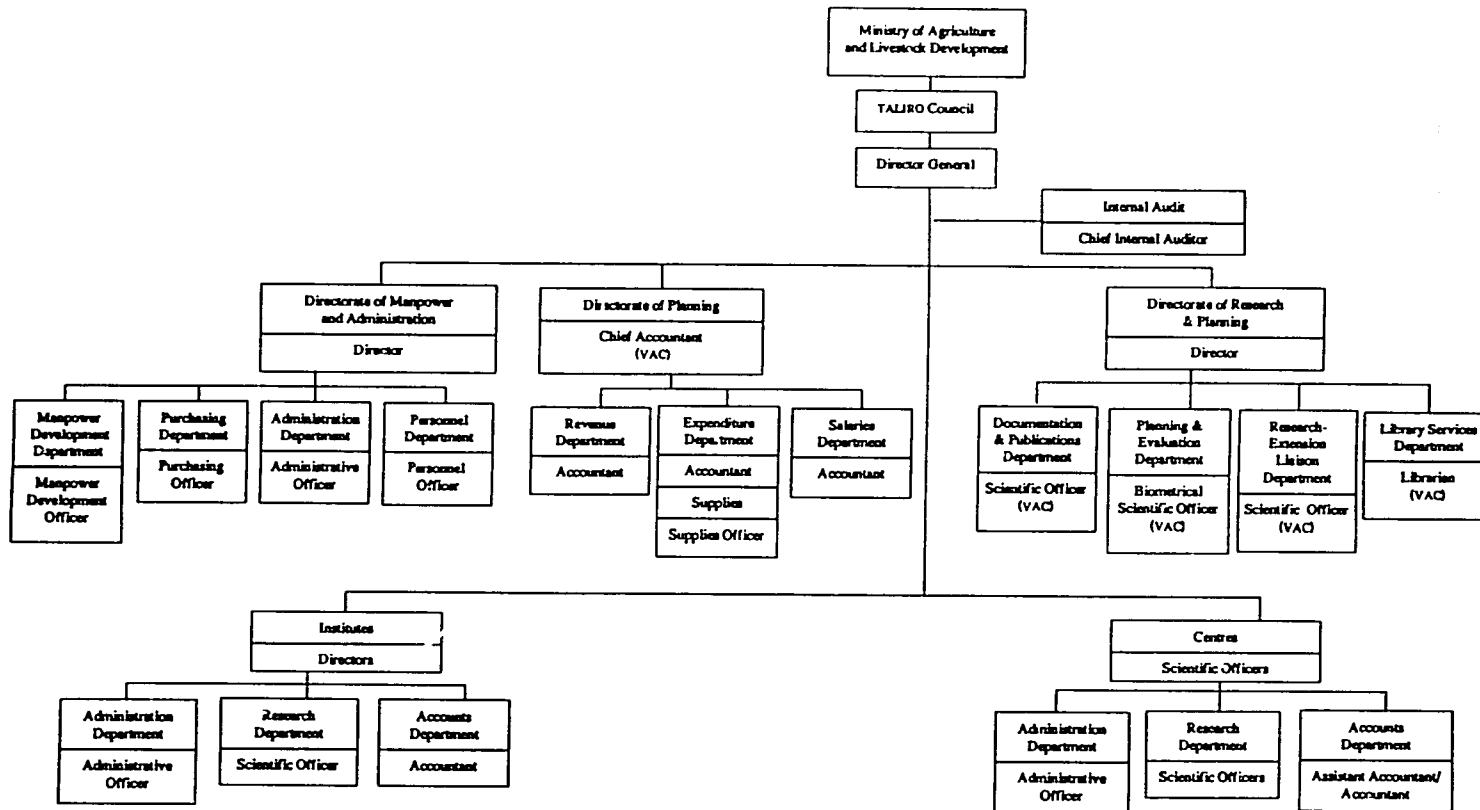 Ministry of Agriculture
and Livestock Development
TALIRO Council
Director General
Internal Audit
Chief Internal Auditor
Directorate of Manpower
and Administration
Director
Directorate of Planning
Chief Accountant
(VAC)
Directorate of Research
& Planning
Director
Manpower
Development
Department
Manpower
Development
Officer
Purchasing
Department
Purchasing
Officer
Administration
Department
Administrative
Officer
Personnel
Department
Personnel
Officer
Revenue
Department
Accountant
Expenditure
Department
Accountant
Supplies
Supplies Officer
Salaries
Department
Accountant
Documentation
& Publications
Department
Scientific Officer
(VAC)
Planning &
Evaluation
Department
Biometrical
Scientific Officer
(VAC)
Research-
Extension
Liaison
Department
Scientific Officer
(VAC)
Library Services
Department
Librarian
(VAC)
Institutes
Directors
Centres
Scientific Officers
Administration
Department
Administrative
Officer
Research
Department
Scientific Officer
Accounts
Department
Accountant
Administration
Department
Administrative
Officer
Research
Department
Scientific Officers
Accounts
Department
Assistant Accountant/
Accountant